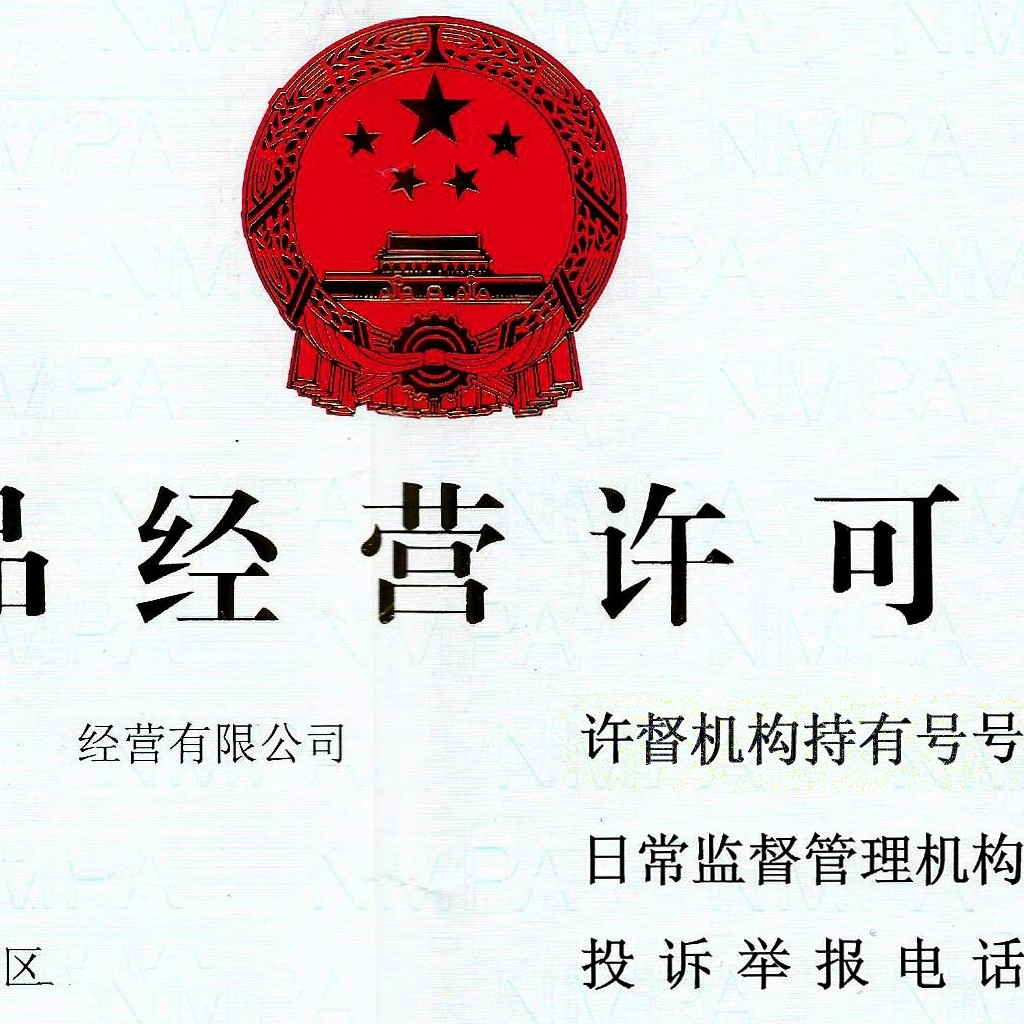 品经营许可
经营有限公司
许督机构持有号号
日常监督管理机构
区
投诉举报电话
NMPA